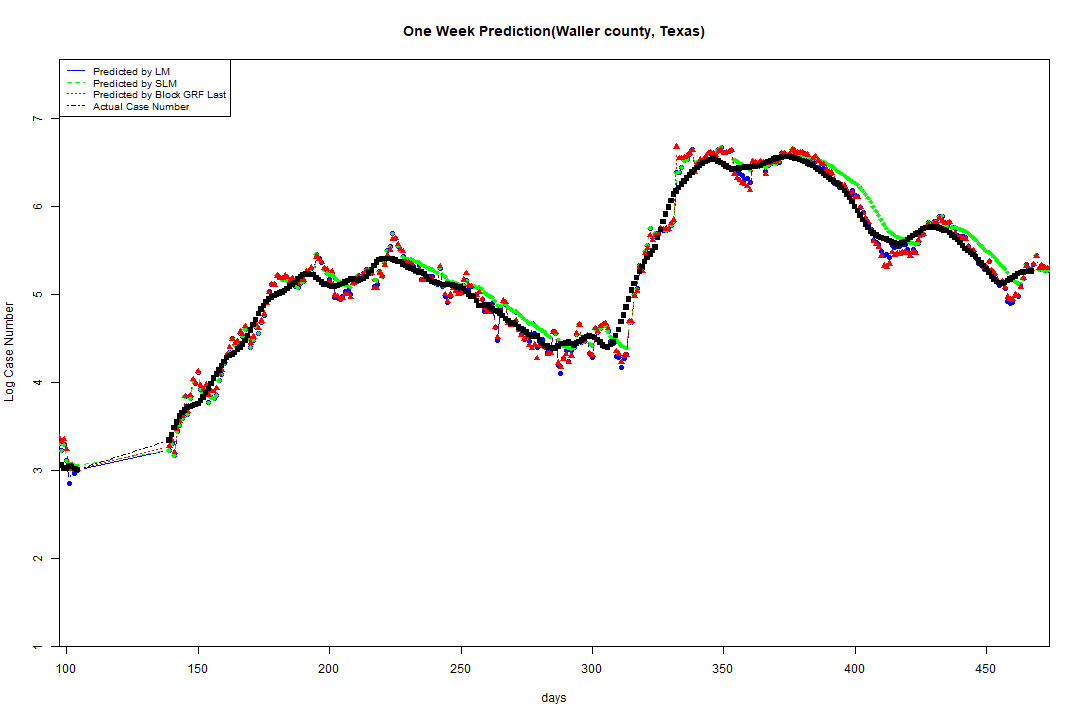 One Week Prediction(Waller county, Texas)
Predicted by LM
Predicted by SLM
Predicted by Block GRF Last
Actual Case Number
7
6
5
4
3
2
1
Log Case Number
100 150 200 250 300 350 400 450
days